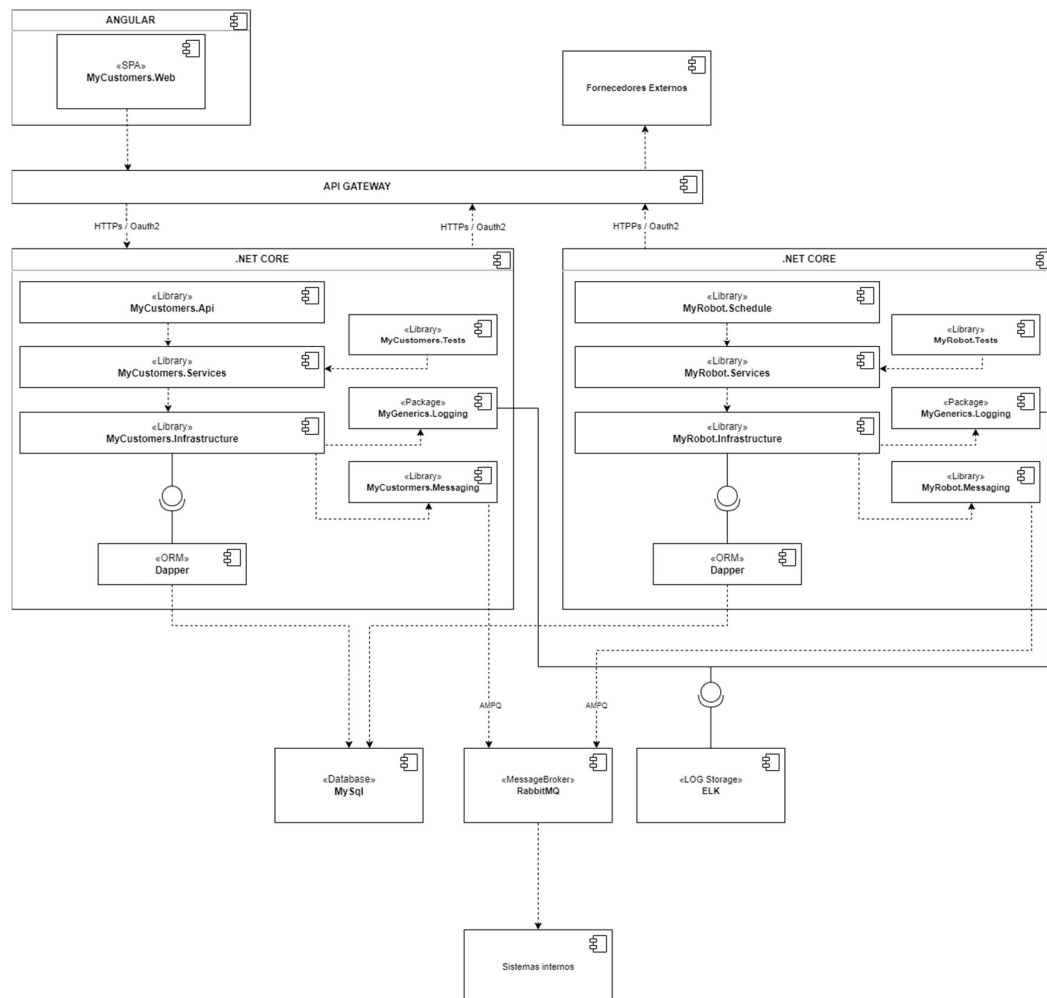 ANGULAR
«SPA»
MyCustomers.Web
Fornecedores Externos
API GATEWAY
HTTPs / Oauth2
HTTPs / Oauth2
HTPPs / Oauth2
.NET CORE
«Library»
MyCustomers.Api
«Library»
MyCustomers.Tests
«Library»
MyCustomers.Services
«Package»
MyGenerics.Logging
«Library»
MyCustomers.Infrastructure
«Library»
MyCustormers.Messaging
«ORM»
Dapper
.NET CORE
«Library»
MyRobot.Schedule
«Library»
MyRobot.Tests
«Library»
MyRobot.Services
«Package»
MyGenerics.Logging
«Library»
MyRobot.Infrastructure
«Library»
MyRobot.Messaging
«ORM»
Dapper
AMPQ
AMPQ
«Database»
MySql
«MessageBroker»
RabbitMQ
«LOG Storage»
ELK
Sistemas internos